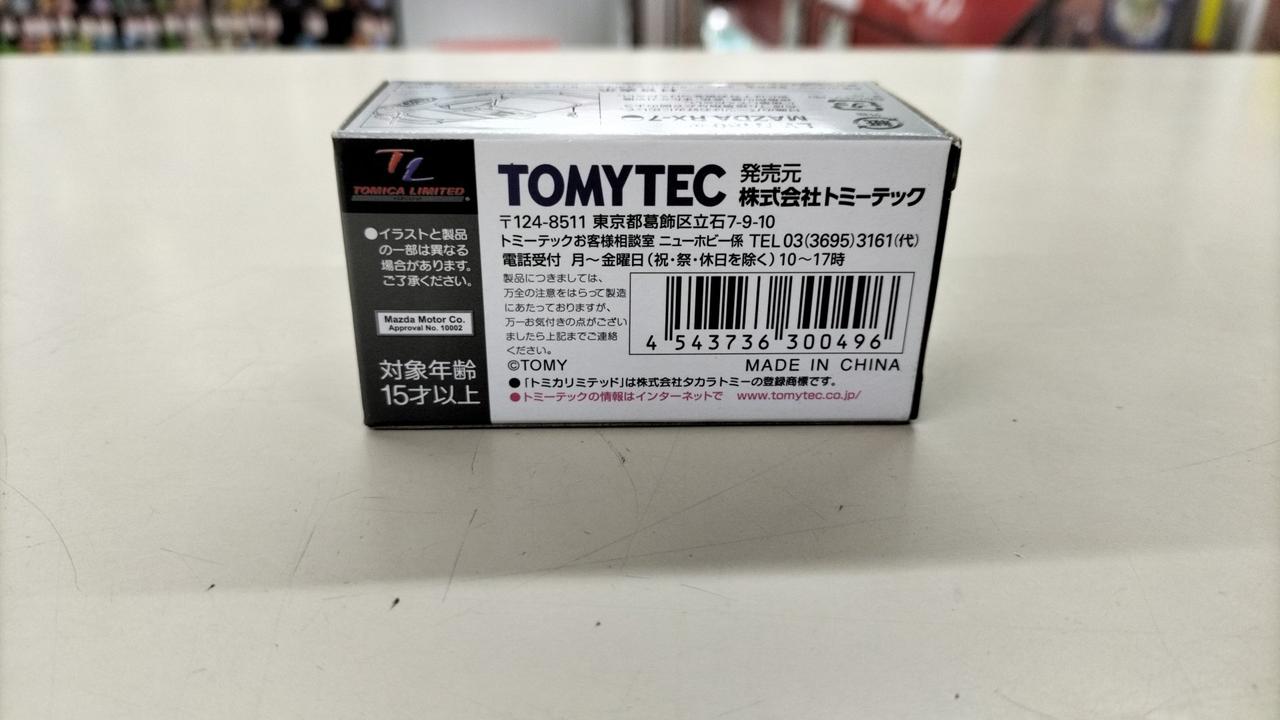 MAZDA RX-7
TL
TOMICA LIMITED
●イラストと製品
の一部は異なる
場合があります。
ご了承ください。
Mazda Motor Co.
Approval No. 10002
対象年齢
15才以上
TOMYTEC
発売元
株式会社トミーテック
〒124-8511 東京都葛飾区立石7-9-10
トミーテックお客様相談室 ニューホビー係 TEL 03(3695)3161(代)
電話受付 月〜金曜日(祝・祭・休日を除く)10〜17時
製品につきましては、
万全の注意をはらって製造
にあたっておりますが、
万一お気付きの点がござい
ましたら上記までご連絡
ください。
4 543736 300496
©TOMY
MADE IN CHINA
●「トミカリミテッド」は株式会社タカラトミーの登録商標です。
●トミーテックの情報はインターネットで www.tomytec.co.jp/